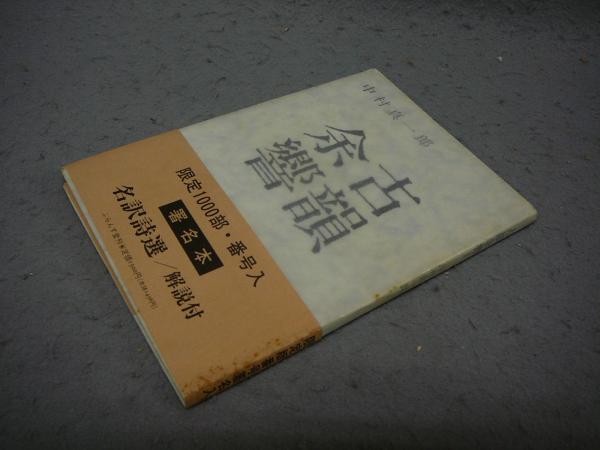 中村真一郎
古韻
余響
限定1000部・番号入
署名本
名訳詩選/解説付